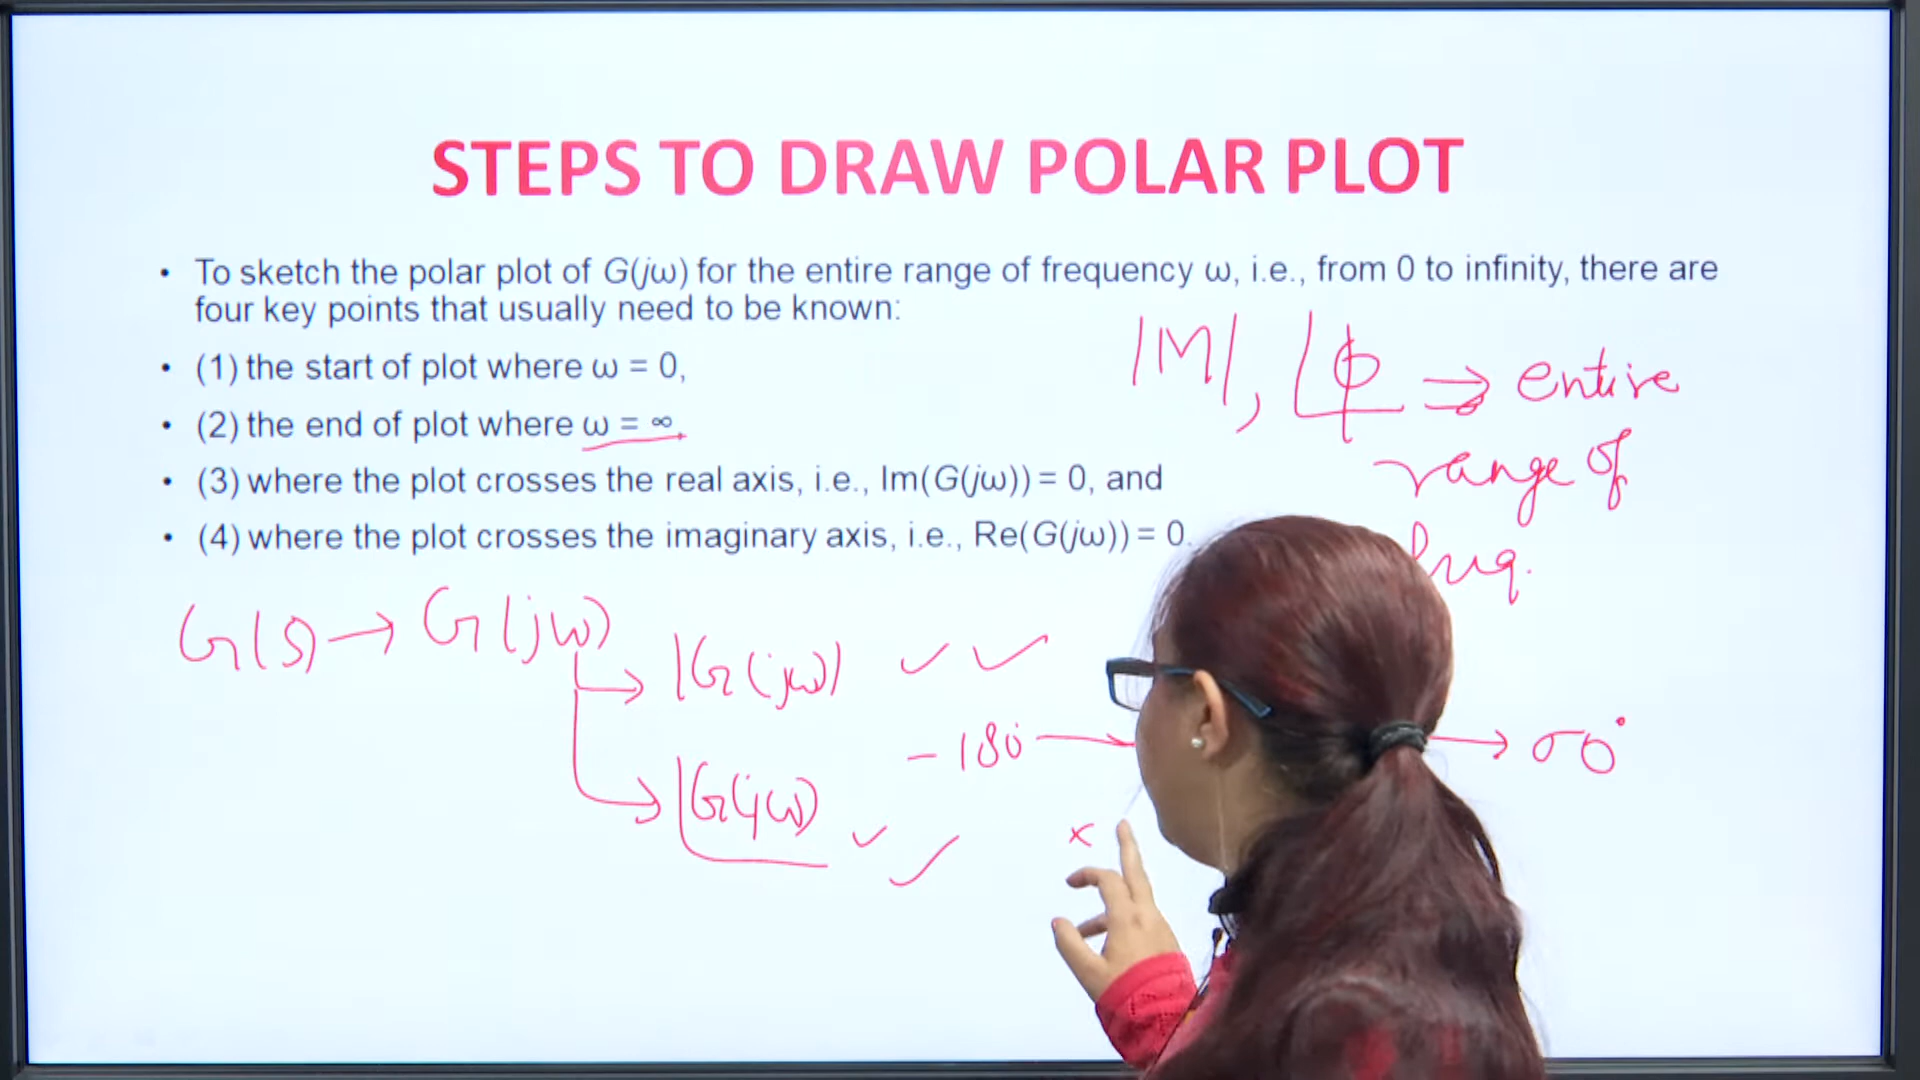 STEPS TO DRAW POLAR PLOT
• To sketch the polar plot of G(jω) for the entire range of frequency ω, i.e., from 0 to infinity, there are
four key points that usually need to be known:
• (1) the start of plot where ω = 0,
• (2) the end of plot where ω = ∞,
• (3) where the plot crosses the real axis, i.e., Im(G(jω)) = 0, and
• (4) where the plot crosses the imaginary axis, i.e., Re(G(jω)) = 0.
|M|, ∠ϕ ⇒ entire
range of
freq.
G(s) → G(jω)
→ |G(jω)| ✓ ✓
→ ∠G(jω) ✓ ✓
-180° →
x